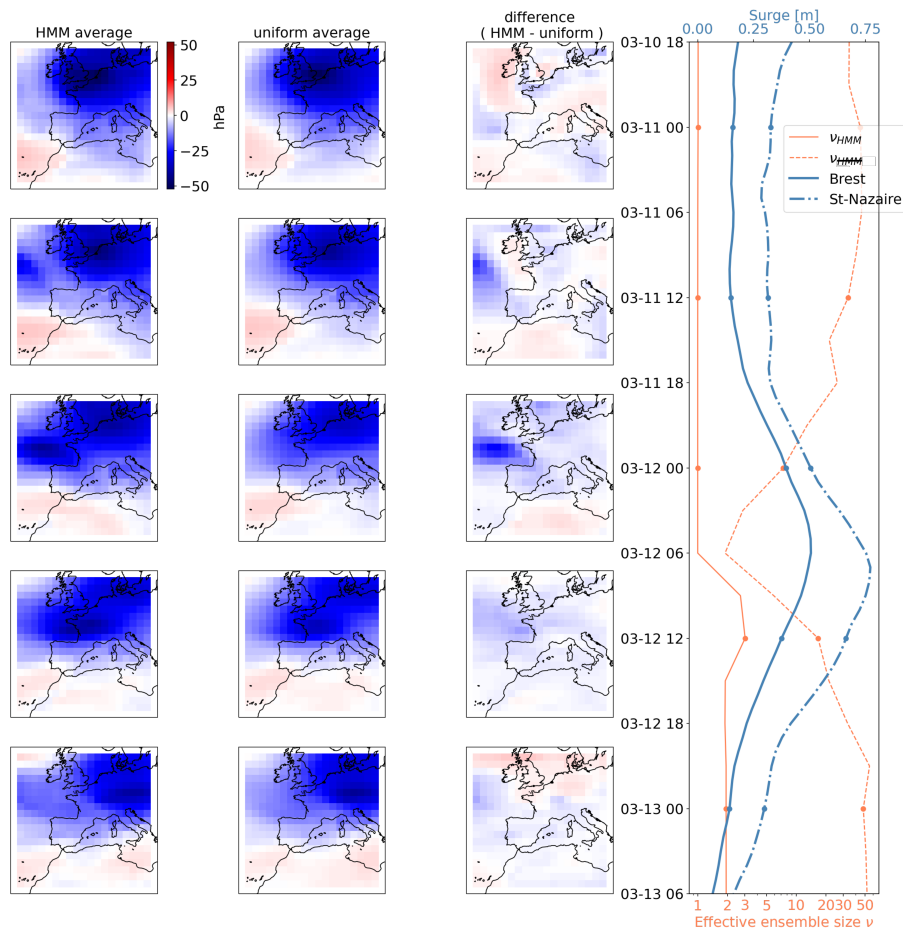 HMM average
uniform average
difference
( HMM - uniform )
50
25
0
−25
−50
hPa
Surge [m]
0.00 0.25 0.50 0.75
03-10 18
03-11 00
03-11 06
03-11 12
03-11 18
03-12 00
03-12 06
03-12 12
03-12 18
03-13 00
03-13 06
ν_HMM
ν_HMM
Brest
St-Nazaire
1 2 3 5 10 20 30 50
Effective ensemble size ν